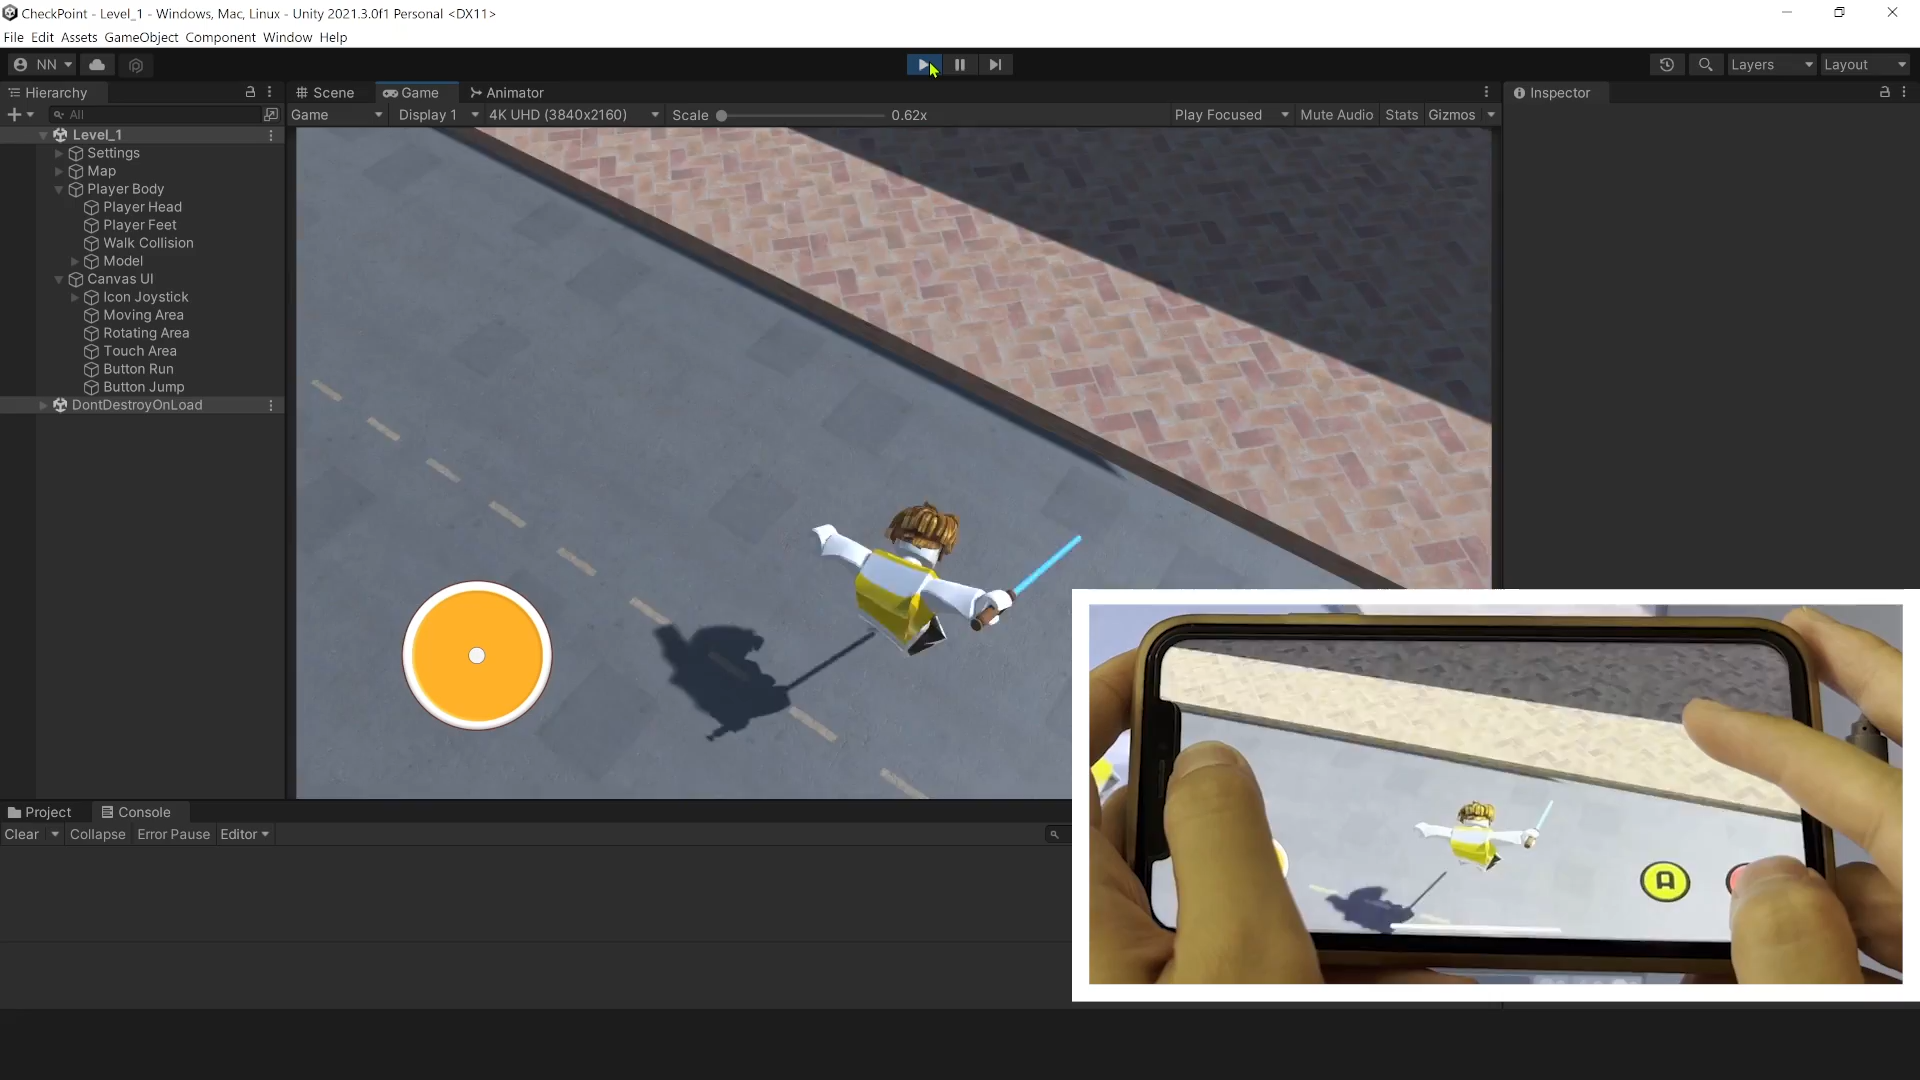 CheckPoint - Level_1 - Windows, Mac, Linux - Unity 2021.3.0f1 Personal <DX11>
File Edit Assets GameObject Component Window Help
NN Layers Layout
Hierarchy Scene Game Animator Inspector
All Game Display 1 4K UHD (3840x2160) Scale 0.62x Play Focused Mute Audio Stats Gizmos
Level_1
Settings
Map
Player Body
Player Head
Player Feet
Walk Collision
Model
Canvas UI
Icon Joystick
Moving Area
Rotating Area
Touch Area
Button Run
Button Jump
DontDestroyOnLoad
Project Console
Clear Collapse Error Pause Editor
A